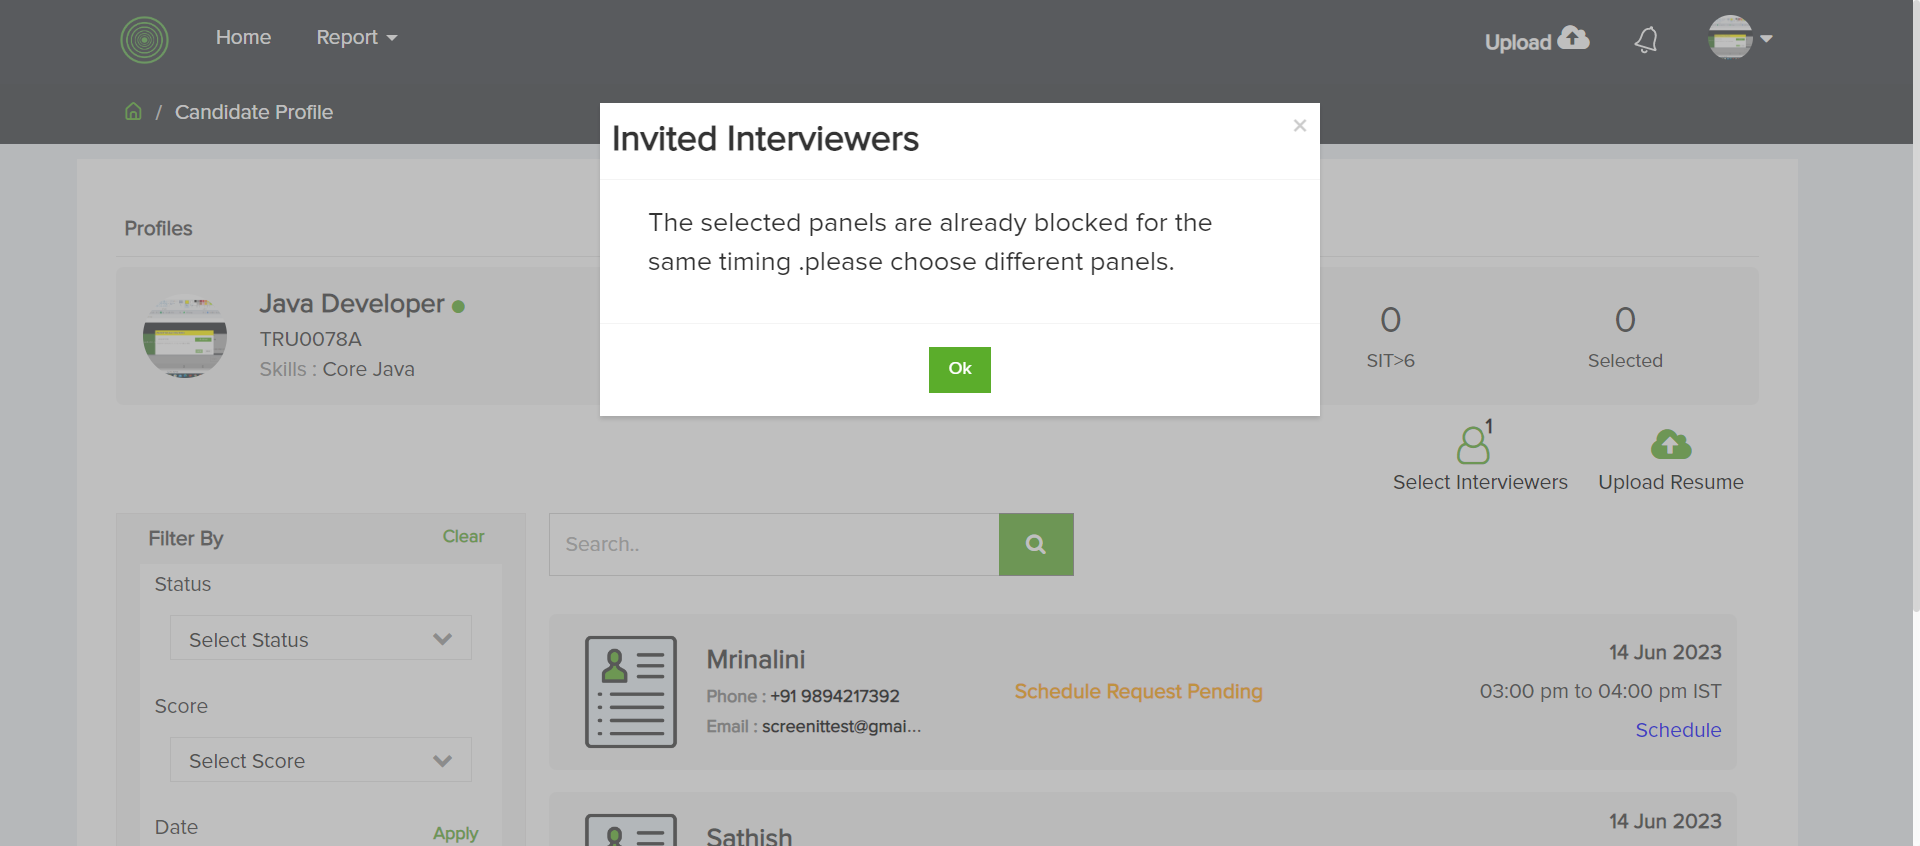 Home
Report
Upload
/ Candidate Profile
Invited Interviewers
×
The selected panels are already blocked for the
same timing .please choose different panels.
Ok
Profiles
Java Developer
TRU0078A
Skills : Core Java
0
SIT>6
0
Selected
1
Select Interviewers
Upload Resume
Filter By
Clear
Status
Select Status
Score
Select Score
Date
Apply
Search..
Mrinalini
Phone : +91 9894217392
Email : screenittest@gmai...
Schedule Request Pending
14 Jun 2023
03:00 pm to 04:00 pm IST
Schedule
Sathish
14 Jun 2023